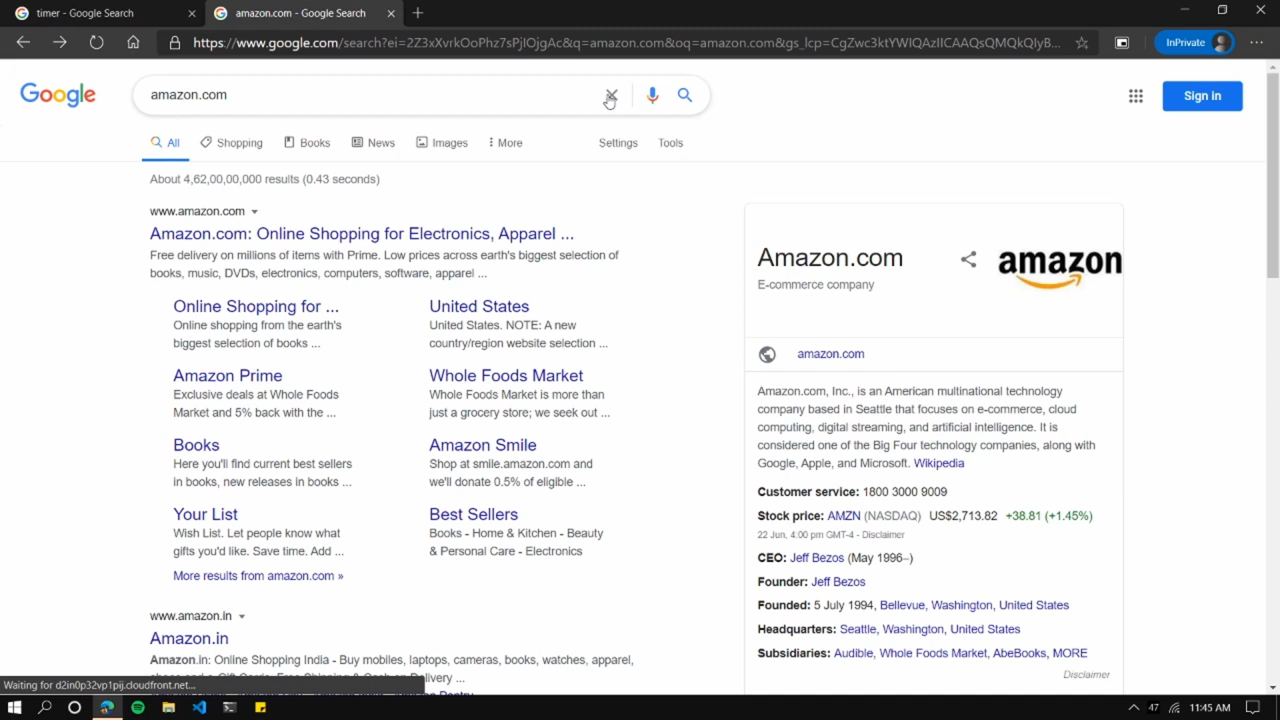 timer - Google Search
amazon.com - Google Search
https://www.google.com/search?ei=2Z3xXvrkOoPhz7sPjIOjgAc&q=amazon.com&oq=amazon.com&gs_lcp=CgZwc3ktYWIQAzIICAAQsQMQkQIyB...
InPrivate
Google
amazon.com
Sign in
All
Shopping
Books
News
Images
More
Settings
Tools
About 4,62,00,00,000 results (0.43 seconds)
www.amazon.com
Amazon.com: Online Shopping for Electronics, Apparel ...
Free delivery on millions of items with Prime. Low prices across earth's biggest selection of
books, music, DVDs, electronics, computers, software, apparel ...
Online Shopping for ...
Online shopping from the earth's
biggest selection of books ...
United States
United States. NOTE: A new
country/region website selection ...
Amazon Prime
Exclusive deals at Whole Foods
Market and 5% back with the ...
Whole Foods Market
Whole Foods Market is more than
just a grocery store; we seek out ...
Books
Here you'll find current best sellers
in books, new releases in books ...
Amazon Smile
Shop at smile.amazon.com and
we'll donate 0.5% of eligible ...
Your List
Wish List. Let people know what
gifts you'd like. Save time. Add ...
Best Sellers
Books - Home & Kitchen - Beauty
& Personal Care - Electronics
More results from amazon.com »
www.amazon.in
Amazon.in
Amazon.in: Online Shopping India - Buy mobiles, laptops, cameras, books, watches, apparel,
Delivery ...
Amazon.com
E-commerce company
amazon
amazon.com
Amazon.com, Inc., is an American multinational technology
company based in Seattle that focuses on e-commerce, cloud
computing, digital streaming, and artificial intelligence. It is
considered one of the Big Four technology companies, along with
Google, Apple, and Microsoft. Wikipedia
Customer service: 1800 3000 9009
Stock price: AMZN (NASDAQ) US$2,713.82 +38.81 (+1.45%)
22 Jun, 4:00 pm GMT-4 - Disclaimer
CEO: Jeff Bezos (May 1996–)
Founder: Jeff Bezos
Founded: 5 July 1994, Bellevue, Washington, United States
Headquarters: Seattle, Washington, United States
Subsidiaries: Audible, Whole Foods Market, AbeBooks, MORE
Disclaimer
Waiting for d2in0p32vp1pij.cloudfront.net...
47
11:45 AM